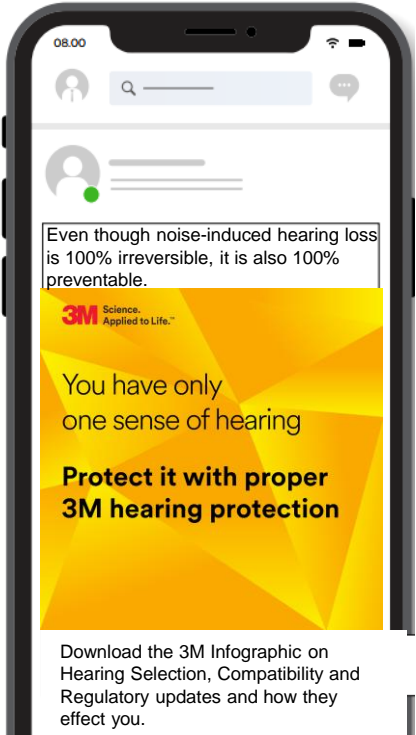 08.00
Even though noise-induced hearing loss
is 100% irreversible, it is also 100%
preventable.
3M Science.
Applied to Life.™
You have only
one sense of hearing
Protect it with proper
3M hearing protection
Download the 3M Infographic on
Hearing Selection, Compatibility and
Regulatory updates and how they
effect you.